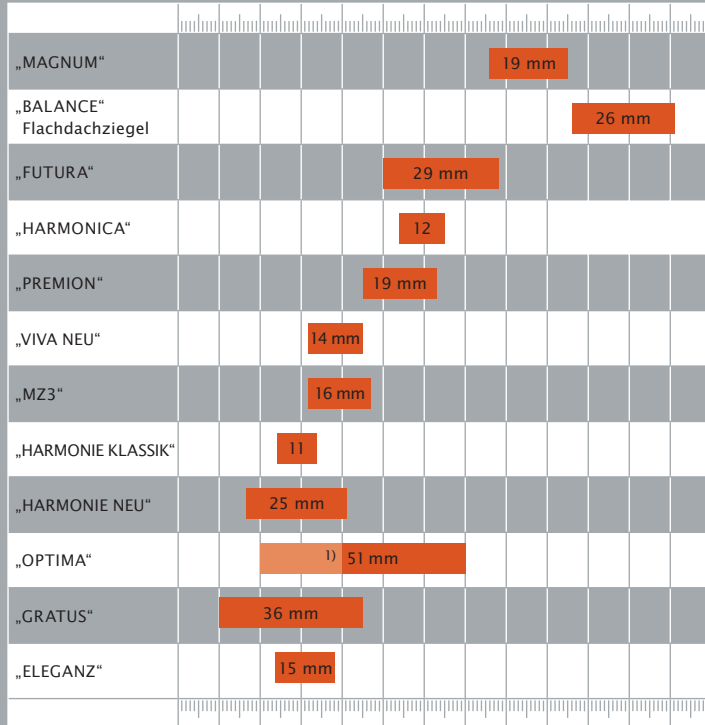 „MAGNUM“ 19 mm
„BALANCE“
Flachdachziegel 26 mm
„FUTURA“ 29 mm
„HARMONICA“ 12
„PREMION“ 19 mm
„VIVA NEU“ 14 mm
„MZ3“ 16 mm
„HARMONIE KLASSIK“ 11
„HARMONIE NEU“ 25 mm
„OPTIMA“ 1) 51 mm
„GRATUS“ 36 mm
„ELEGANZ“ 15 mm